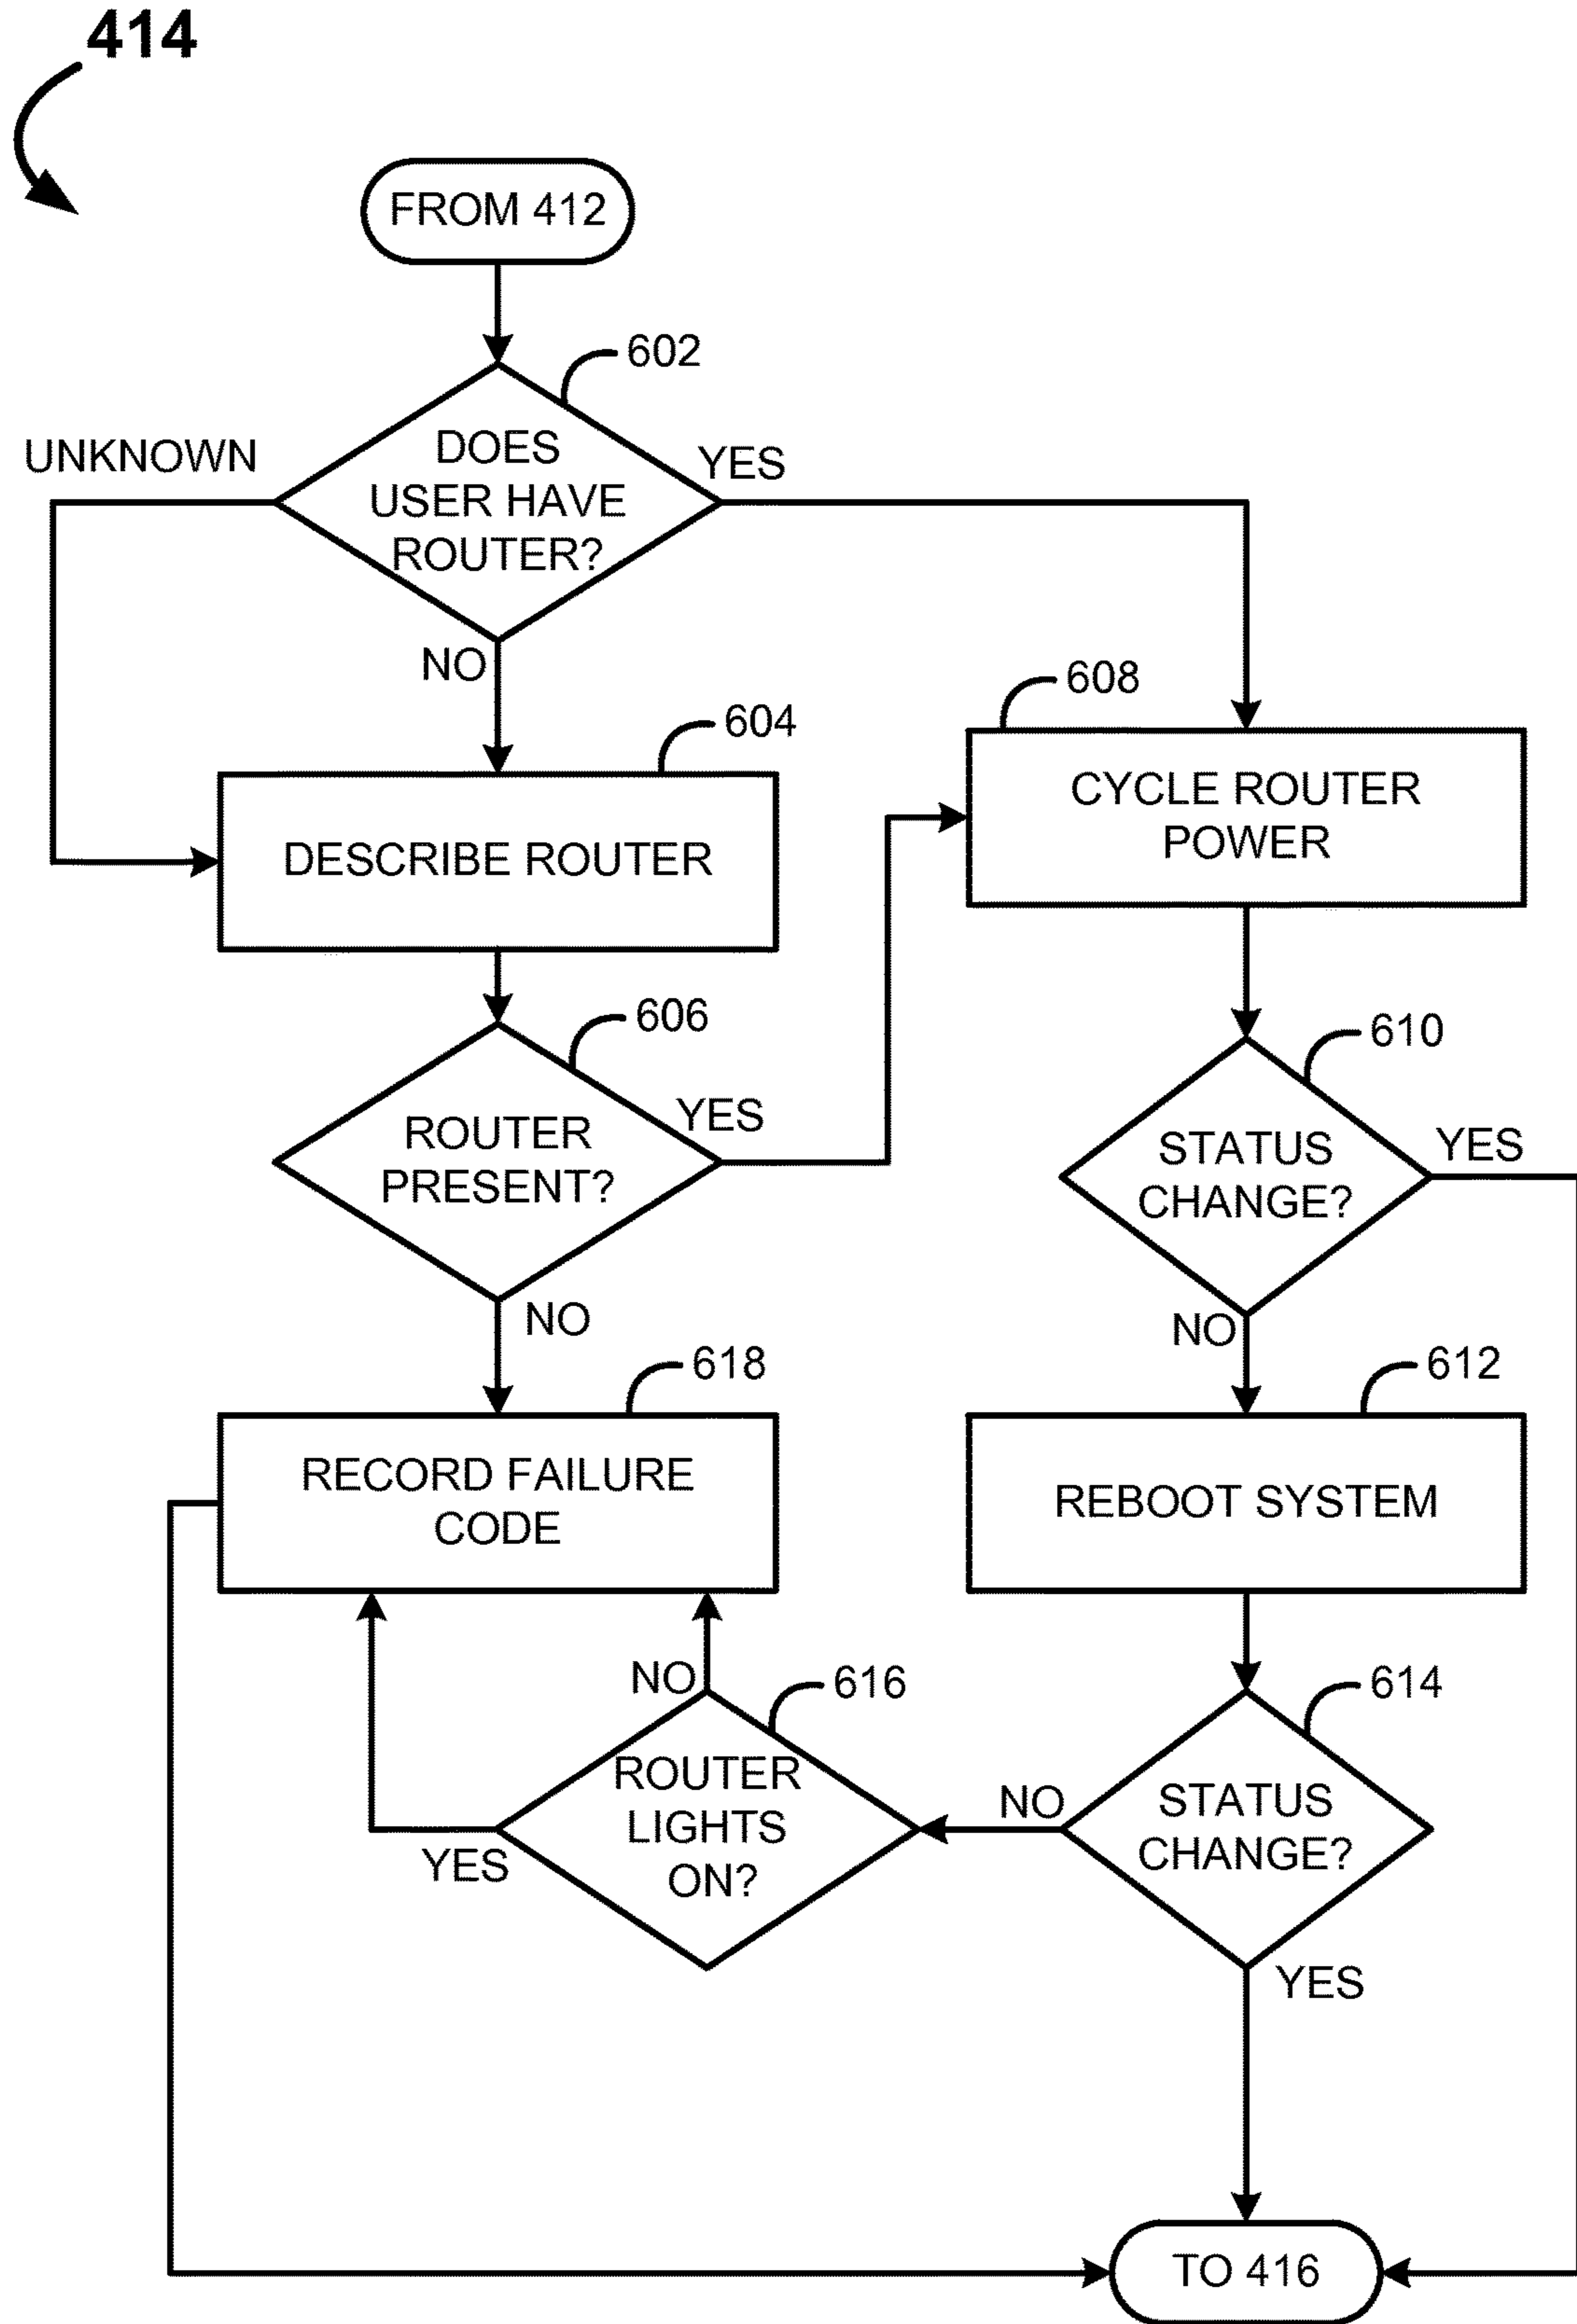 414
FROM 412
602
DOES
USER HAVE
ROUTER?
UNKNOWN
YES
NO
604
DESCRIBE ROUTER
608
CYCLE ROUTER
POWER
606
ROUTER
PRESENT?
YES
NO
610
STATUS
CHANGE?
YES
NO
618
RECORD FAILURE
CODE
612
REBOOT SYSTEM
616
NO
ROUTER
LIGHTS
ON?
YES
614
NO
STATUS
CHANGE?
YES
TO 416